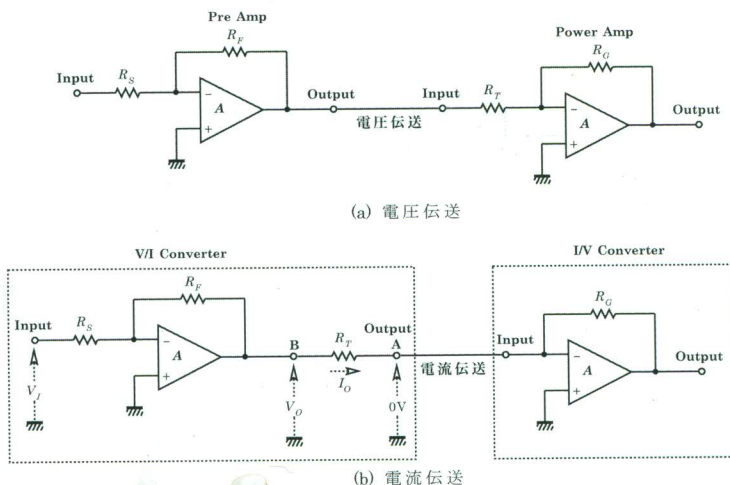 Pre Amp
R_F
Power Amp
R_G
Input
R_S
Output
Input
R_T
Output
−
A
+
電圧伝送
−
A
+
(a) 電圧伝送
V/I Converter
I/V Converter
R_F
R_G
Input
R_S
B
R_T
Output
A
Input
Output
−
A
+
I_O
電流伝送
−
A
+
V_I
V_O
0V
(b) 電流伝送